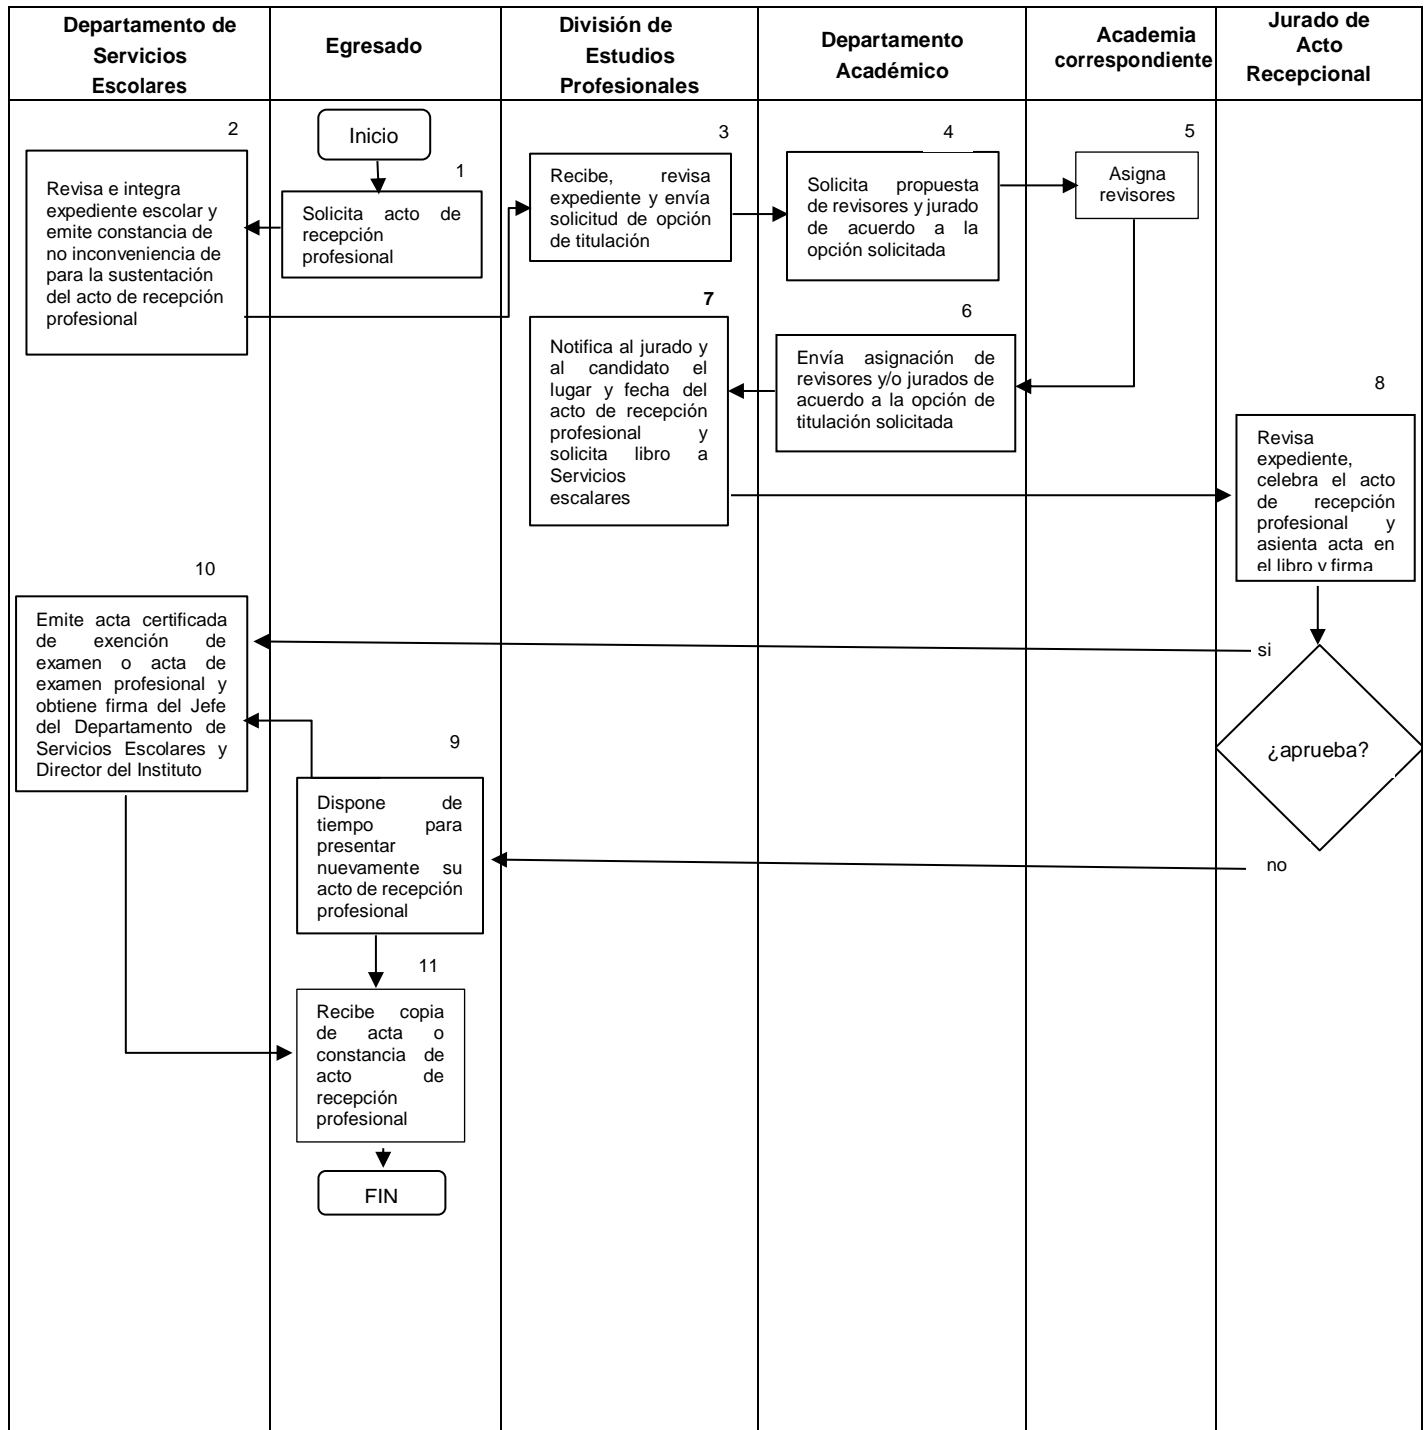 Departamento de
Servicios
Escolares
Egresado
División de
Estudios
Profesionales
Departamento
Académico
Academia
correspondiente
Jurado de
Acto
Recepcional
Inicio
1
Solicita acto de
recepción
profesional
2
Revisa e integra
expediente escolar y
emite constancia de
no inconveniencia de
para la sustentación
del acto de recepción
profesional
3
Recibe, revisa
expediente y envía
solicitud de opción
de titulación
4
Solicita propuesta
de revisores y jurado
de acuerdo a la
opción solicitada
5
Asigna
revisores
6
Envía asignación de
revisores y/o jurados de
acuerdo a la opción de
titulación solicitada
7
Notifica al jurado y
al candidato el
lugar y fecha del
acto de recepción
profesional y
solicita libro a
Servicios
escalares
8
Revisa
expediente,
celebra el acto
de recepción
profesional y
asienta acta en
el libro y firma
¿aprueba?
si
no
9
Dispone de
tiempo para
presentar
nuevamente su
acto de recepción
profesional
10
Emite acta certificada
de exención de
examen o acta de
examen profesional y
obtiene firma del Jefe
del Departamento de
Servicios Escolares y
Director del Instituto
11
Recibe copia
de acta o
constancia de
acto de
recepción
profesional
FIN